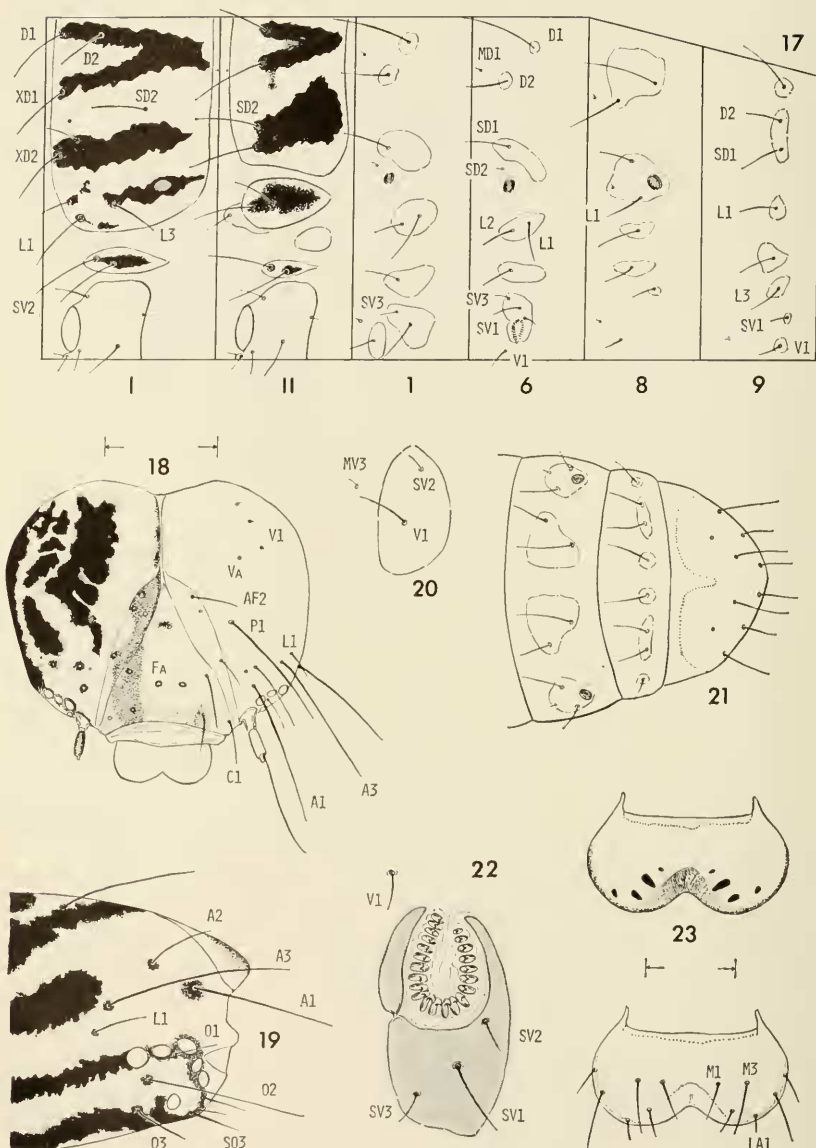 17
D1
D2
XD1
SD2
XD2
L1
L3
SV2
SD2
SV3
D1
MD1
D2
SD1
SD2
L2
L1
SV3
SV1
V1
L1
D2
SD1
L1
L3
SV1
V1
I
II
1
6
8
9
18
V1
VA
AF2
P1
L1
FA
C1
A1
A3
20
MV3
SV2
V1
21
19
A2
A3
A1
L1
O1
O2
O3
SO3
22
V1
SV2
SV3
SV1
23
M1
M3
LA1